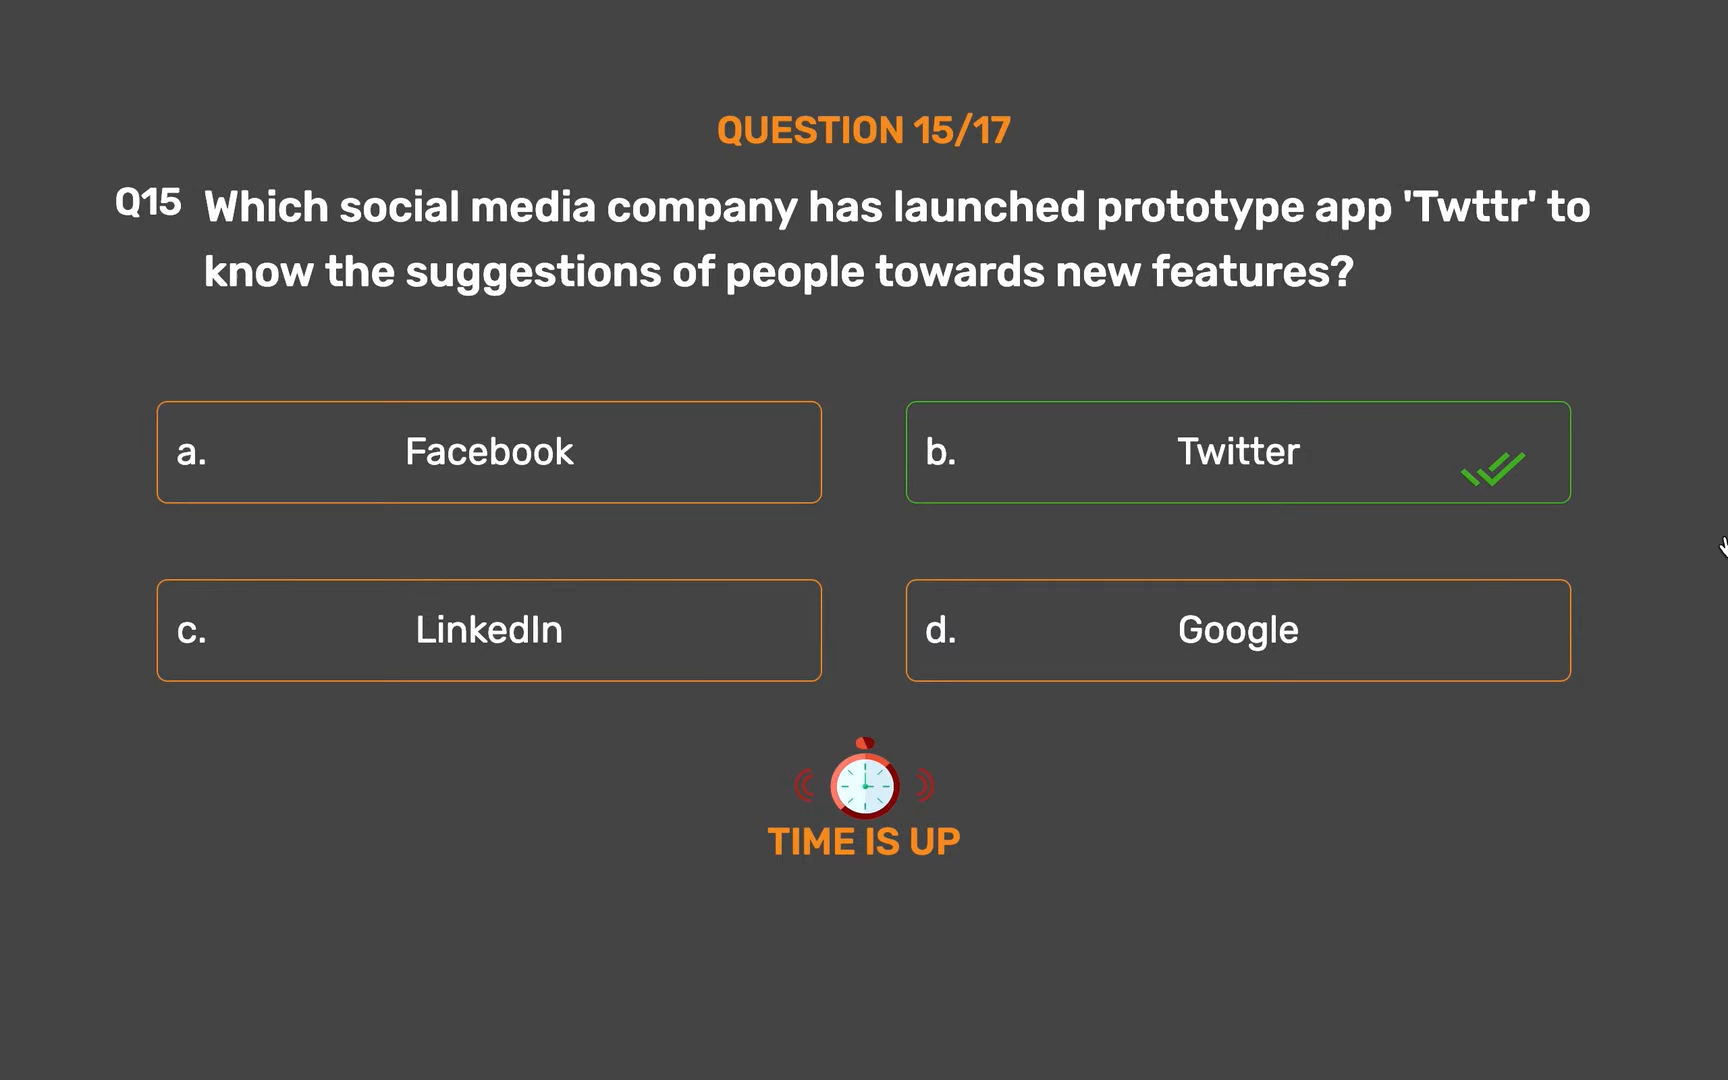 QUESTION 15/17
Q15 Which social media company has launched prototype app 'Twttr' to
know the suggestions of people towards new features?
a. Facebook
b. Twitter
c. LinkedIn
d. Google
TIME IS UP